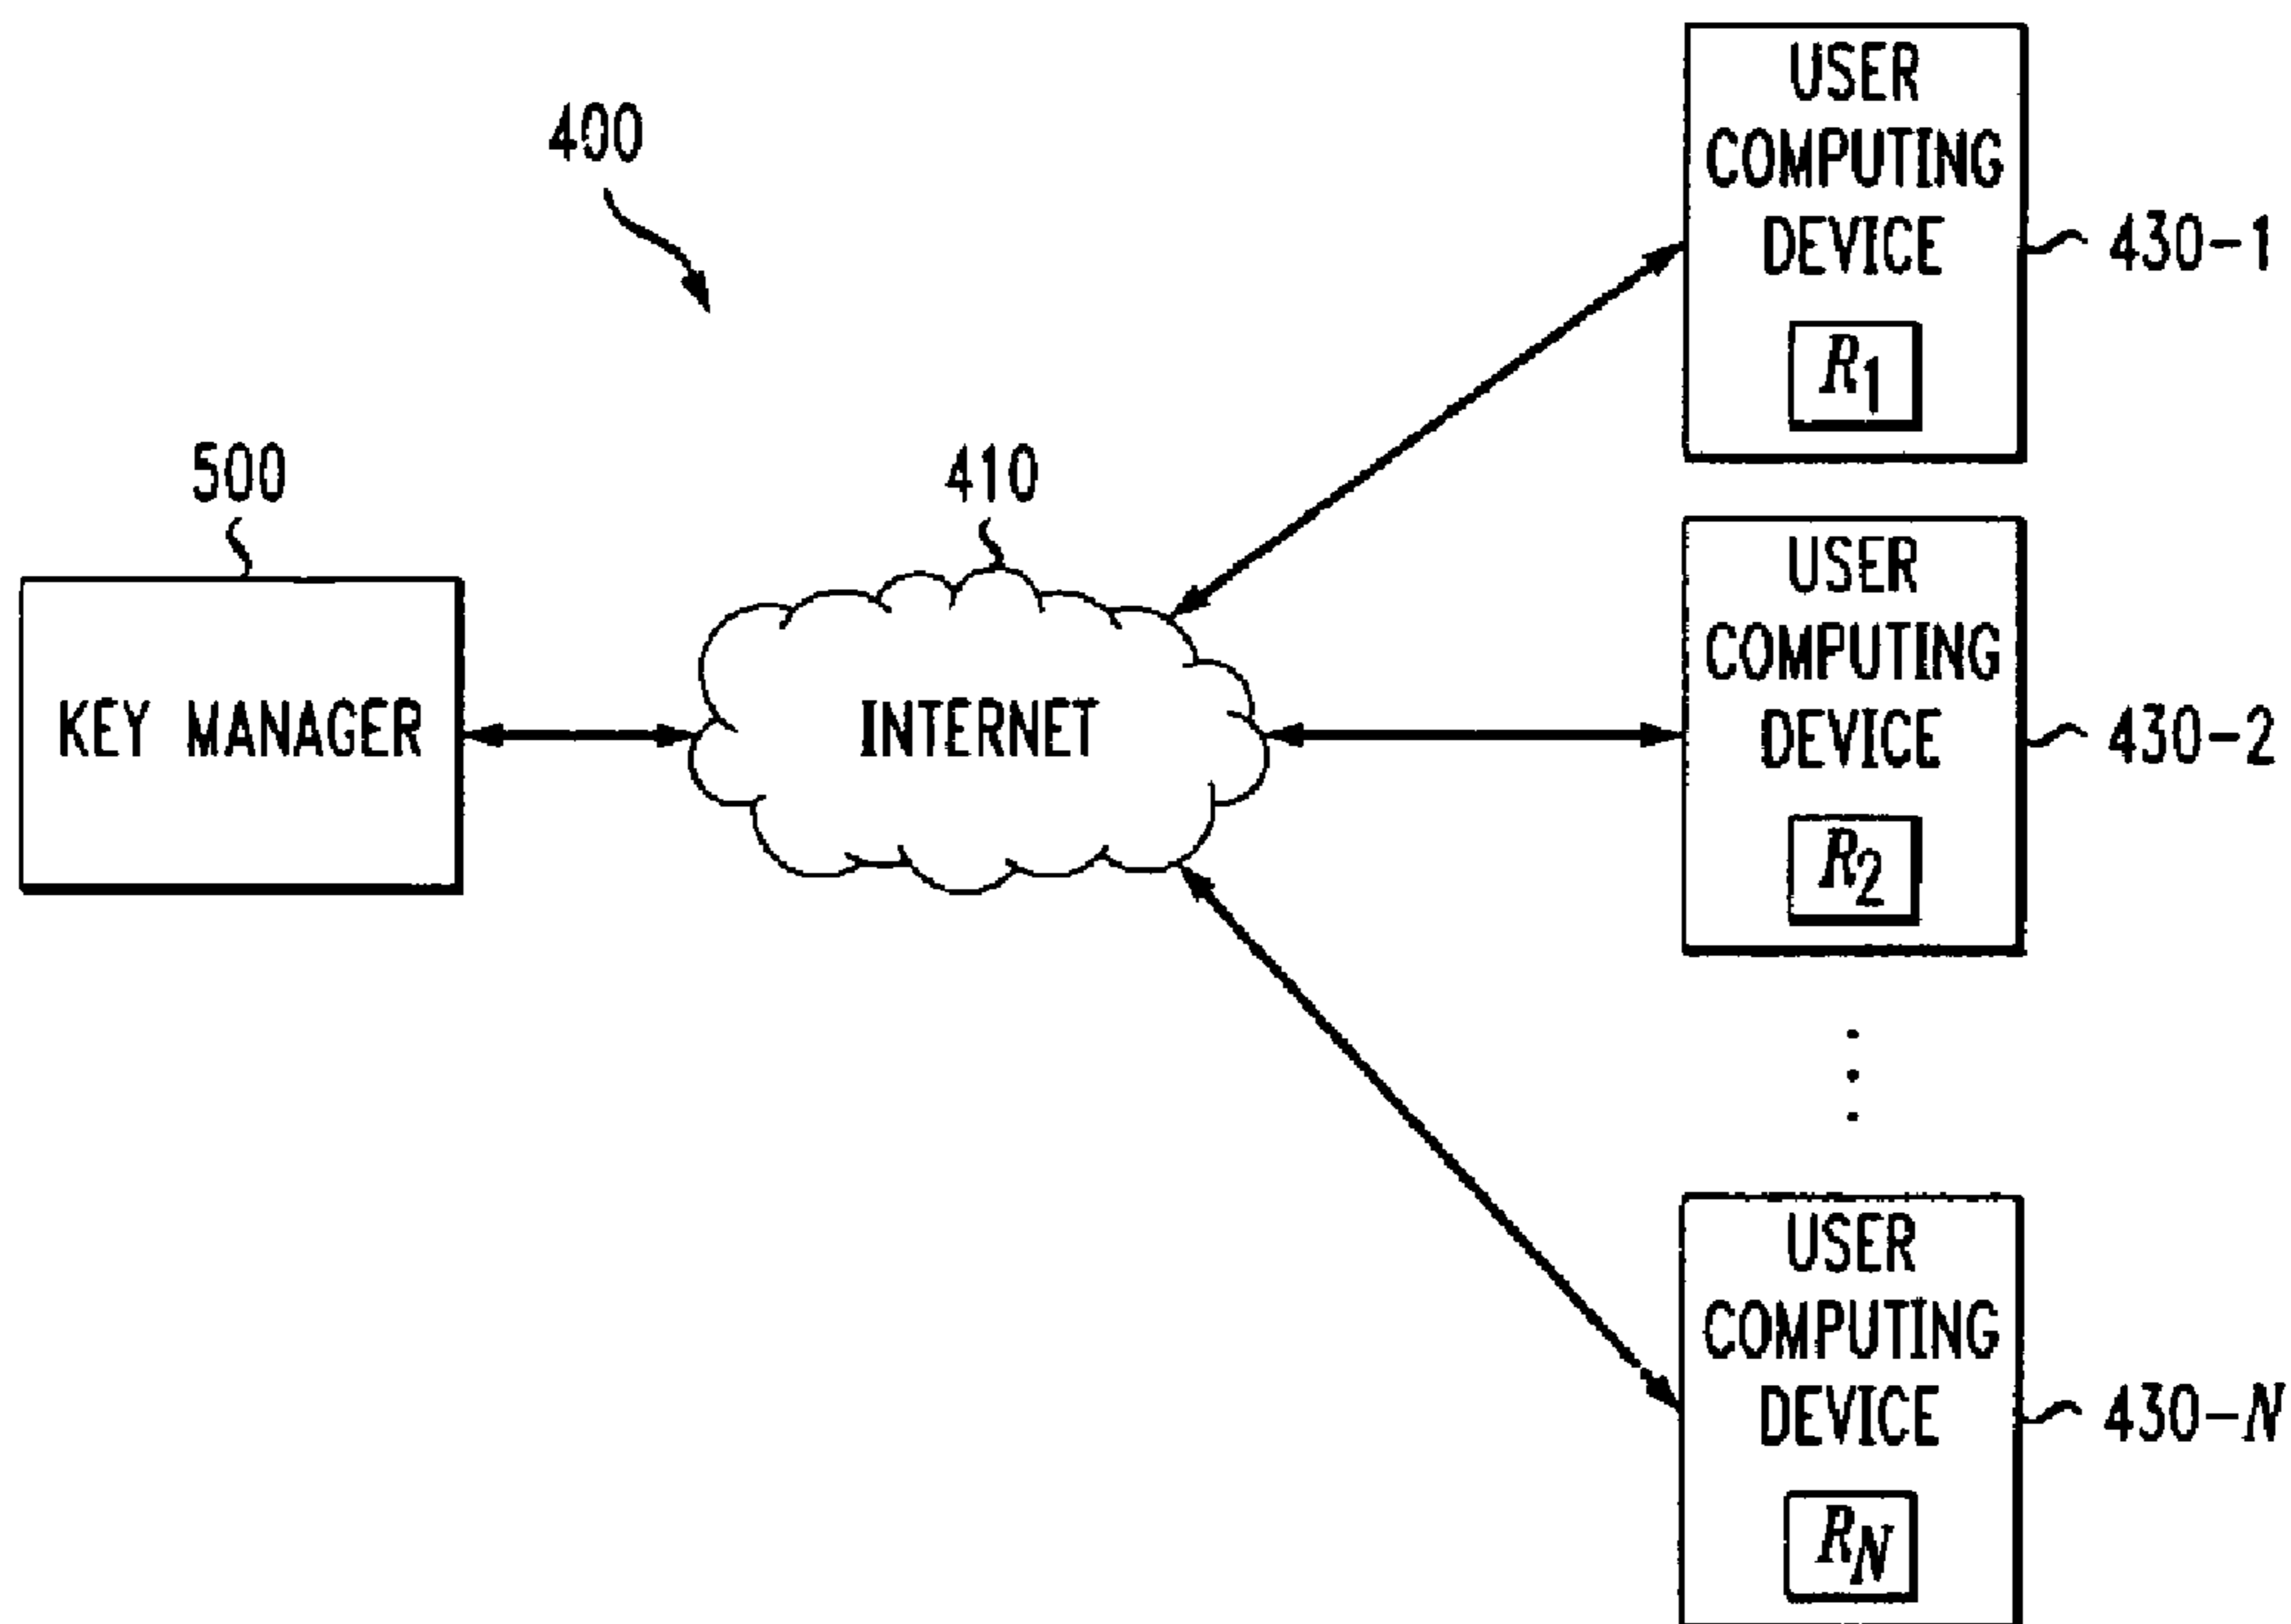 400
500
KEY MANAGER
410
INTERNET
USER
COMPUTING
DEVICE
R1
430-1
USER
COMPUTING
DEVICE
R2
430-2
USER
COMPUTING
DEVICE
RN
430-N